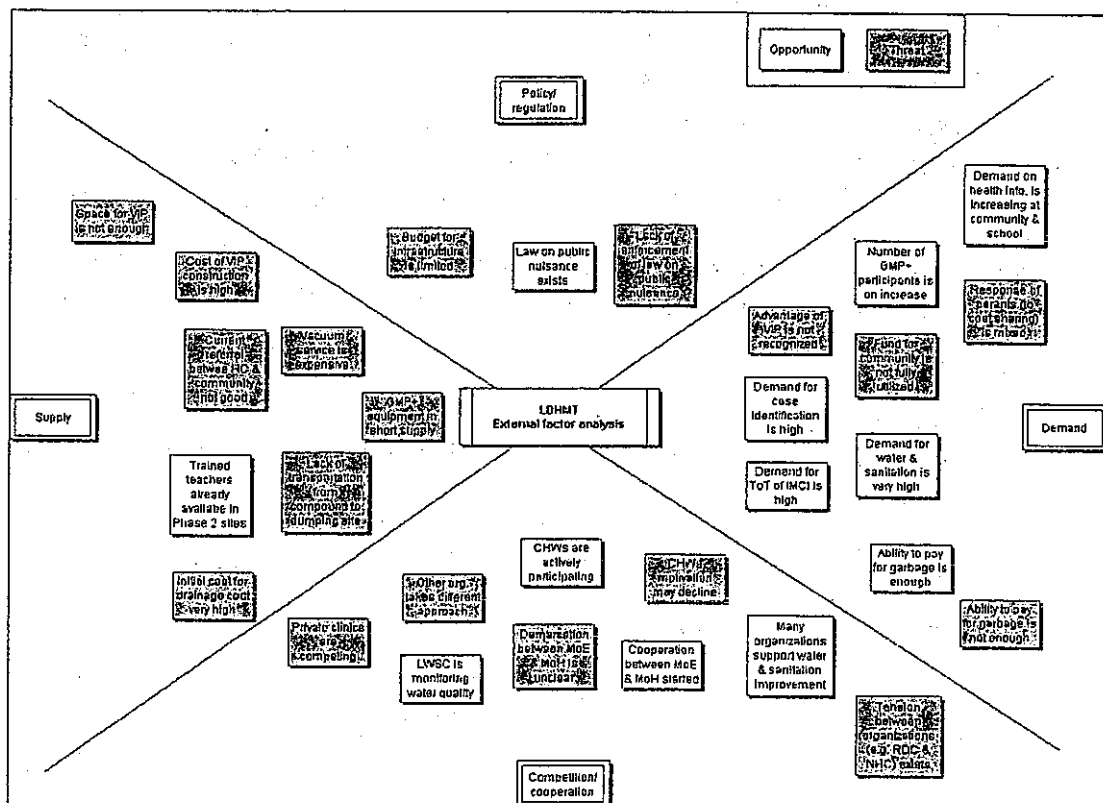 Opportunity
Threat
Policy/
regulation
Demand on
health info. is
increasing at
community &
school
Space for VIP
is not enough
Budget for
infrastructure
is limited
Law on public
nuisance
exists
Lack of
enforcement
of law on
public
nuisance
Number of
GMP+
participants is
on increase
Cost of VIP
construction
is high
Response of
parents (to
cost sharing)
is mixed
Advantage of
VIP is not
recognized
Current
referral
betwee HC &
community
not good
Vacuum
service is
expensive
Fund for
community is
not fully
utilized
Supply
GMP+
equipment in
short supply
LDHMT
External factor analysis
Demand for
case
identification
is high
Demand
Demand for
water &
sanitation is
very high
Trained
teachers
already
available in
Phase 2 sites
Lack of
transportation
from
compound to
dumping site
Demand for
ToT of IMCI is
high
CHWs are
actively
participating
CHWs
motivation
may decline
Ability to pay
for garbage is
enough
Initial cost for
drainage cost
very high
Other org.
takes different
approach
Ability to pay
for garbage is
not enough
Private clinics
are
competing
LWSC is
monitoring
water quality
Demarcation
between MoE
& MoH is
unclear
Cooperation
between MoE
& MoH started
Many
organizations
support water
& sanitation
improvement
Tension
between
organizations
(e.g. RDC &
NHC) exists
Competition/
cooperation